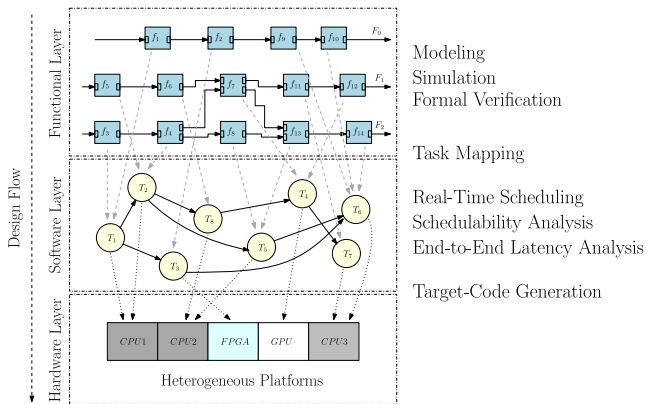 Design Flow
Functional Layer
f₁ f₂ f₉ f₁₀ F₀
f₅ f₆ f₇ f₁₁ f₁₂ F₁
f₃ f₄ f₈ f₁₃ f₁₄ F₂
Modeling
Simulation
Formal Verification
Task Mapping
Software Layer
T₂ T₄
T₈ T₆
T₁ T₅
T₃ T₇
Real-Time Scheduling
Schedulability Analysis
End-to-End Latency Analysis
Target-Code Generation
Hardware Layer
CPU1 CPU2 FPGA GPU CPU3
Heterogeneous Platforms